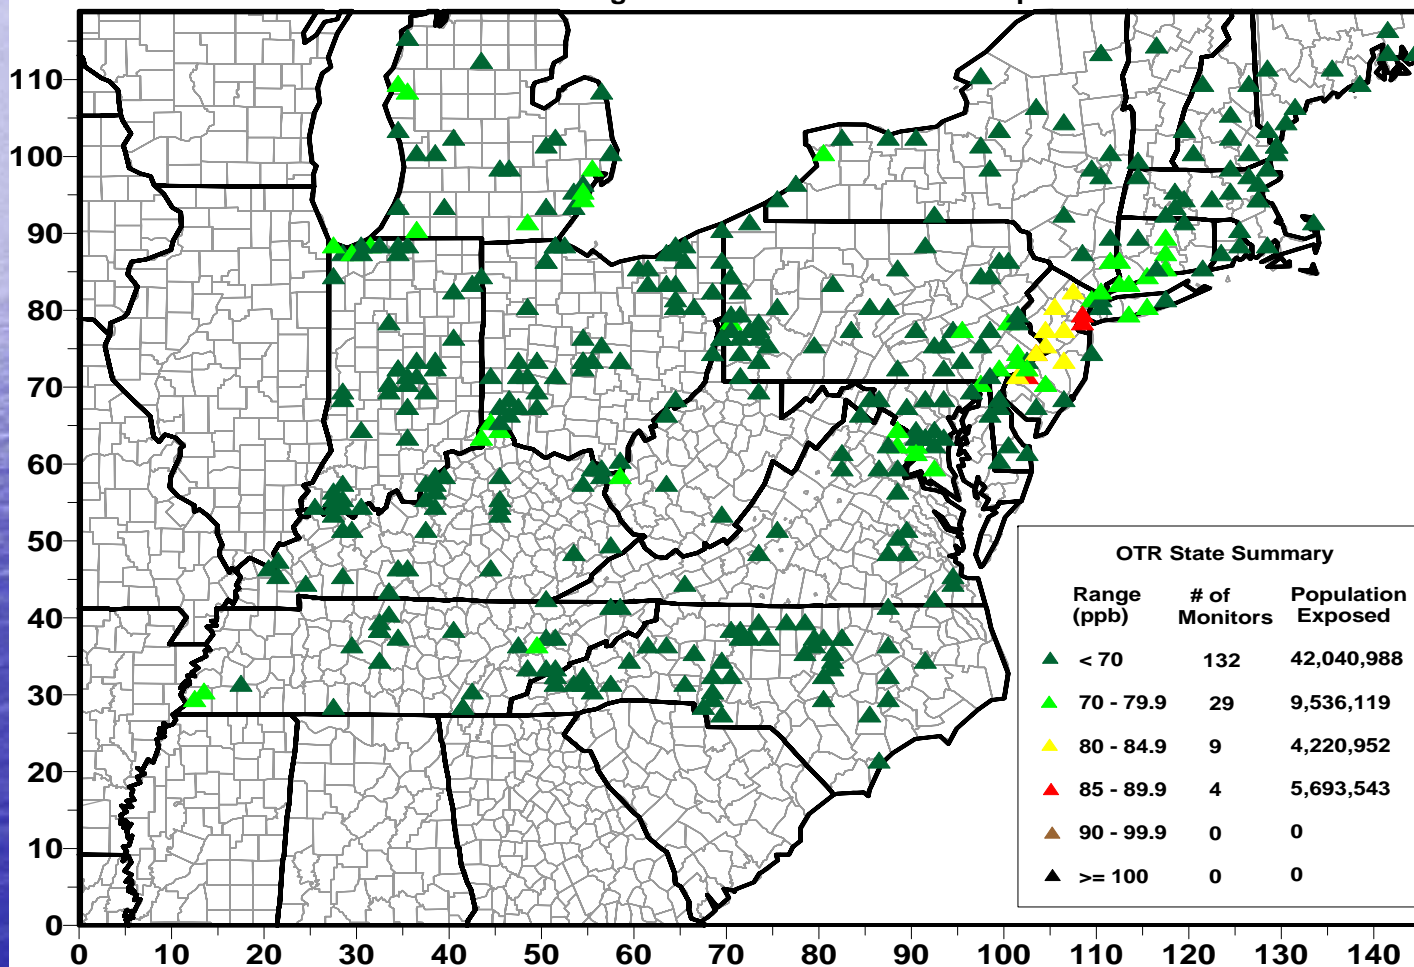 110
100
90
80
70
60
50
40
30
20
10
0
0 10 20 30 40 50 60 70 80 90 100 110 120 130 140
OTR State Summary
Range (ppb) # of Monitors Population Exposed
< 70 132 42,040,988
70 - 79.9 29 9,536,119
80 - 84.9 9 4,220,952
85 - 89.9 4 5,693,543
90 - 99.9 0 0
>= 100 0 0